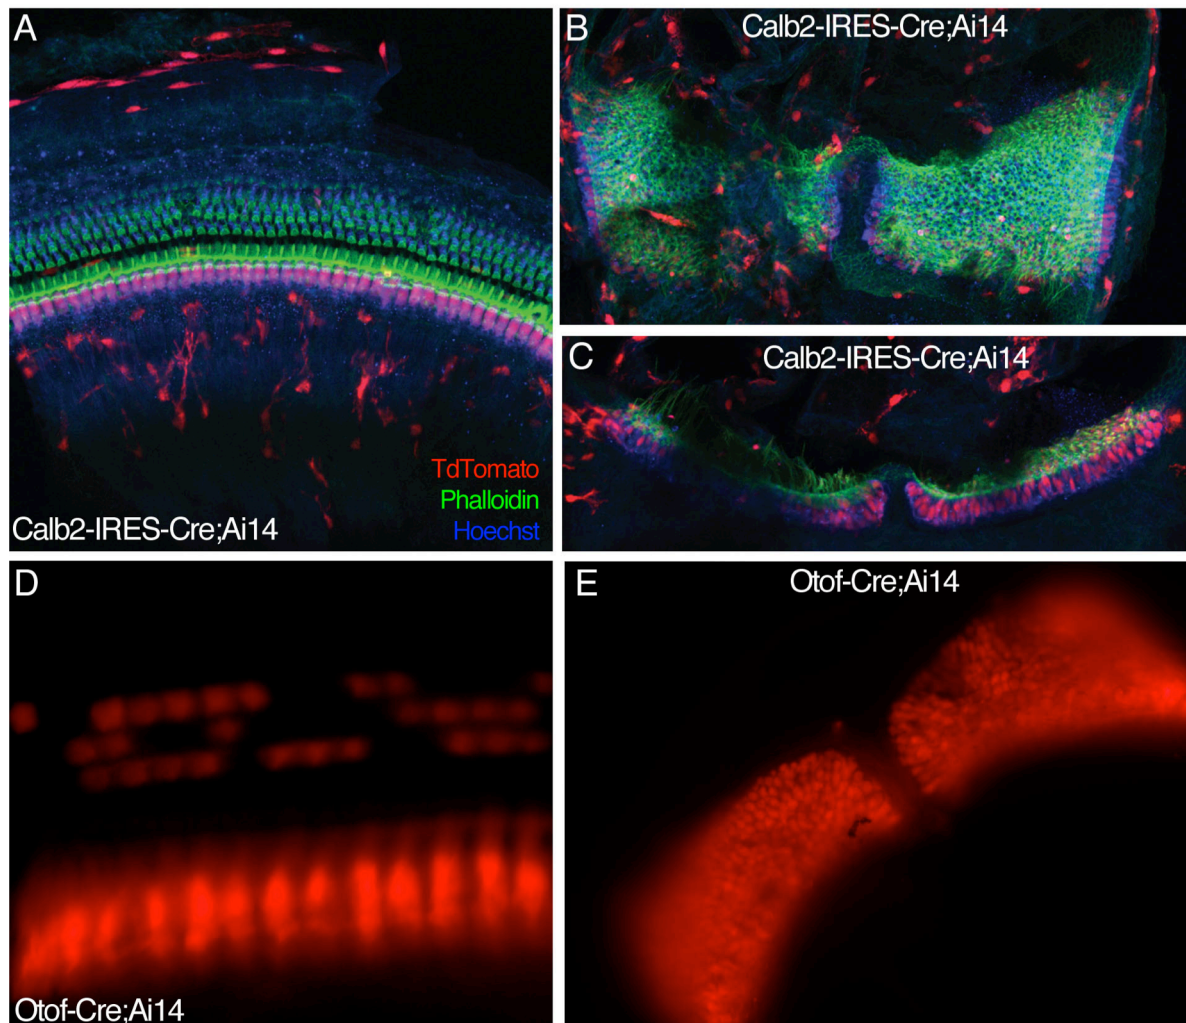 A
TdTomato
Phalloidin
Hoechst
Calb2-IRES-Cre;Ai14
B
Calb2-IRES-Cre;Ai14
C
Calb2-IRES-Cre;Ai14
D
Otof-Cre;Ai14
E
Otof-Cre;Ai14